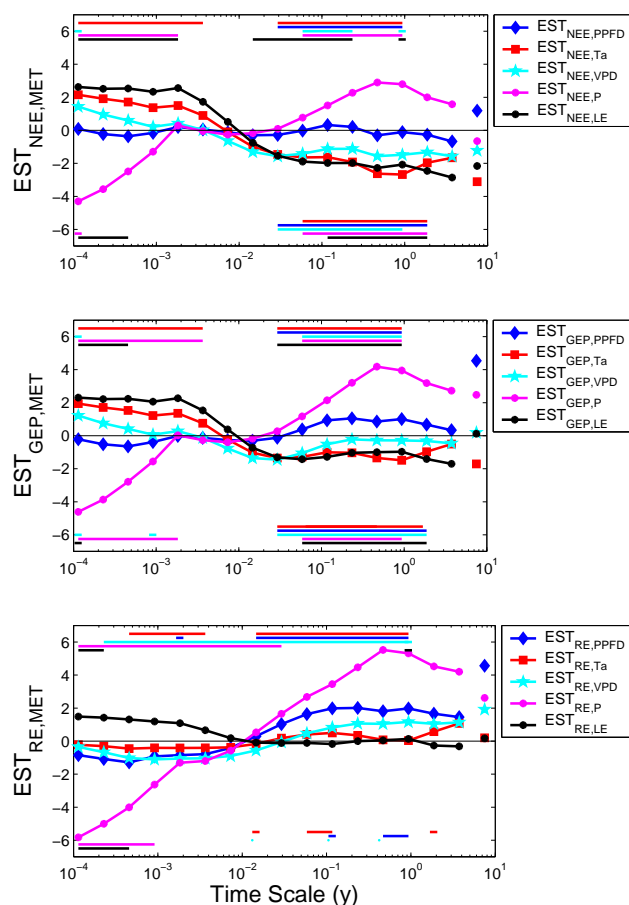 6
4
2
0
−2
−4
−6
EST_NEE,MET
10^−4 10^−3 10^−2 10^−1 10^0 10^1
EST_NEE,PPFD
EST_NEE,Ta
EST_NEE,VPD
EST_NEE,P
EST_NEE,LE
6
4
2
0
−2
−4
−6
EST_GEP,MET
10^−4 10^−3 10^−2 10^−1 10^0 10^1
EST_GEP,PPFD
EST_GEP,Ta
EST_GEP,VPD
EST_GEP,P
EST_GEP,LE
6
4
2
0
−2
−4
−6
EST_RE,MET
10^−4 10^−3 10^−2 10^−1 10^0 10^1
EST_RE,PPFD
EST_RE,Ta
EST_RE,VPD
EST_RE,P
EST_RE,LE
Time Scale (y)